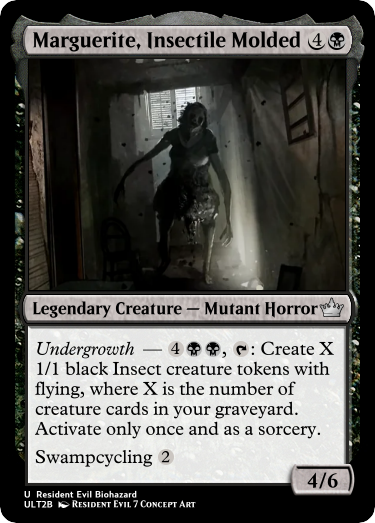 Marguerite, Insectile Molded 4
Legendary Creature — Mutant Horror
Undergrowth — 4, : Create X
1/1 black Insect creature tokens with
flying, where X is the number of
creature cards in your graveyard.
Activate only once and as a sorcery.
Swampcycling 2
4/6
U Resident Evil Biohazard
ULT2B Resident Evil 7 Concept Art